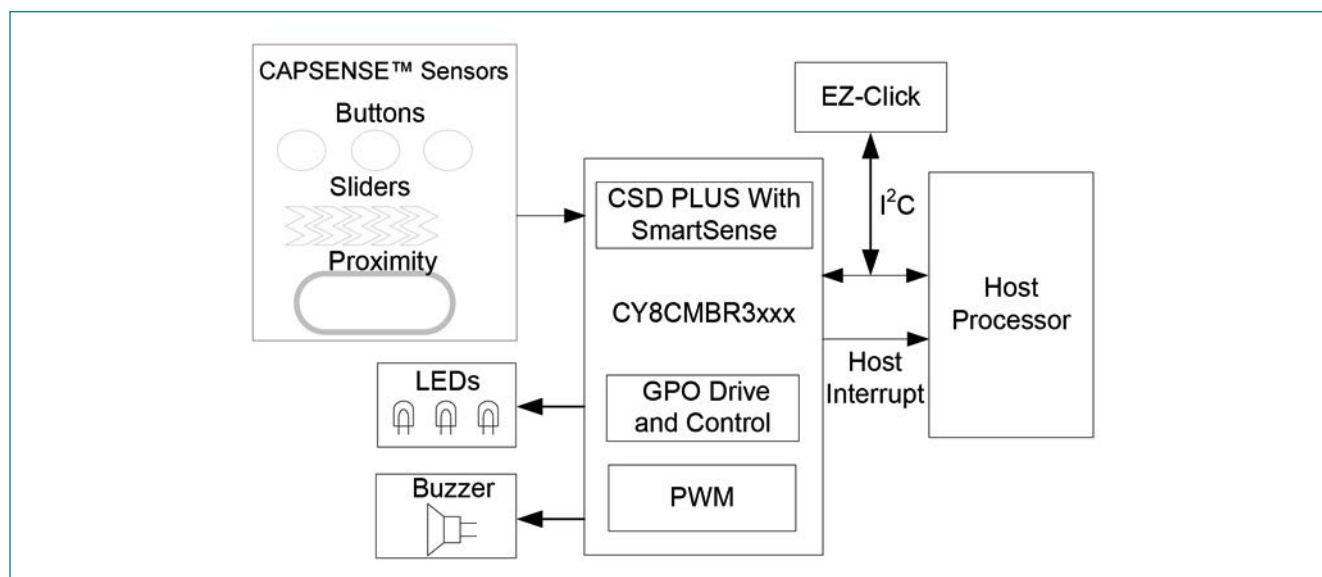 CAPSENSE™ Sensors
Buttons
Sliders
Proximity
LEDs
Buzzer
CSD PLUS With
SmartSense
CY8CMBR3xxx
GPO Drive
and Control
PWM
EZ-Click
I²C
Host
Interrupt
Host
Processor